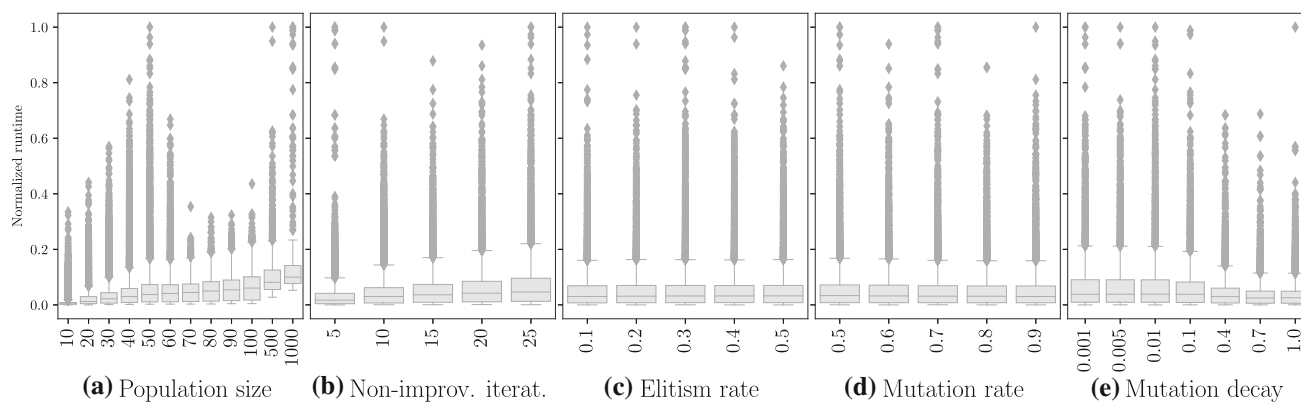 Normalized runtime
1.0
0.8
0.6
0.4
0.2
0.0
10 20 30 40 50 60 70 80 90 100 500 1000
5 10 15 20 25
0.1 0.2 0.3 0.4 0.5
0.5 0.6 0.7 0.8 0.9
0.001 0.005 0.01 0.1 0.4 0.7 1.0
(a) Population size
(b) Non-improv. iterat.
(c) Elitism rate
(d) Mutation rate
(e) Mutation decay